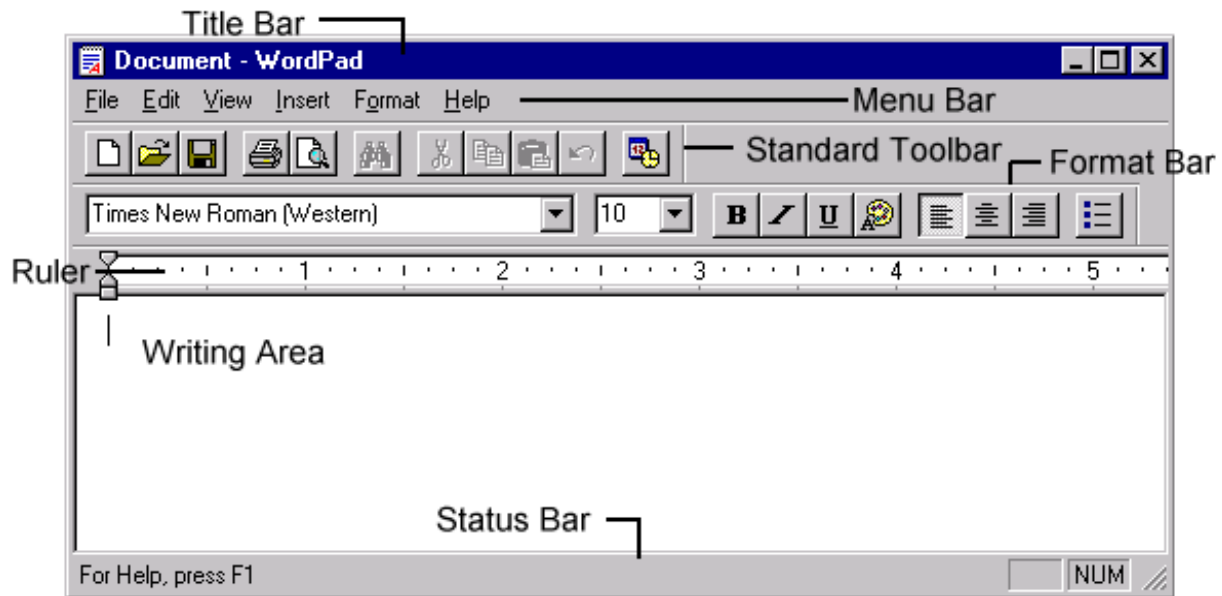 Title Bar
Document - WordPad
File Edit View Insert Format Help Menu Bar
Standard Toolbar
Format Bar
Times New Roman (Western) 10 B I U
Ruler 1 2 3 4 5
Writing Area
Status Bar
For Help, press F1 NUM